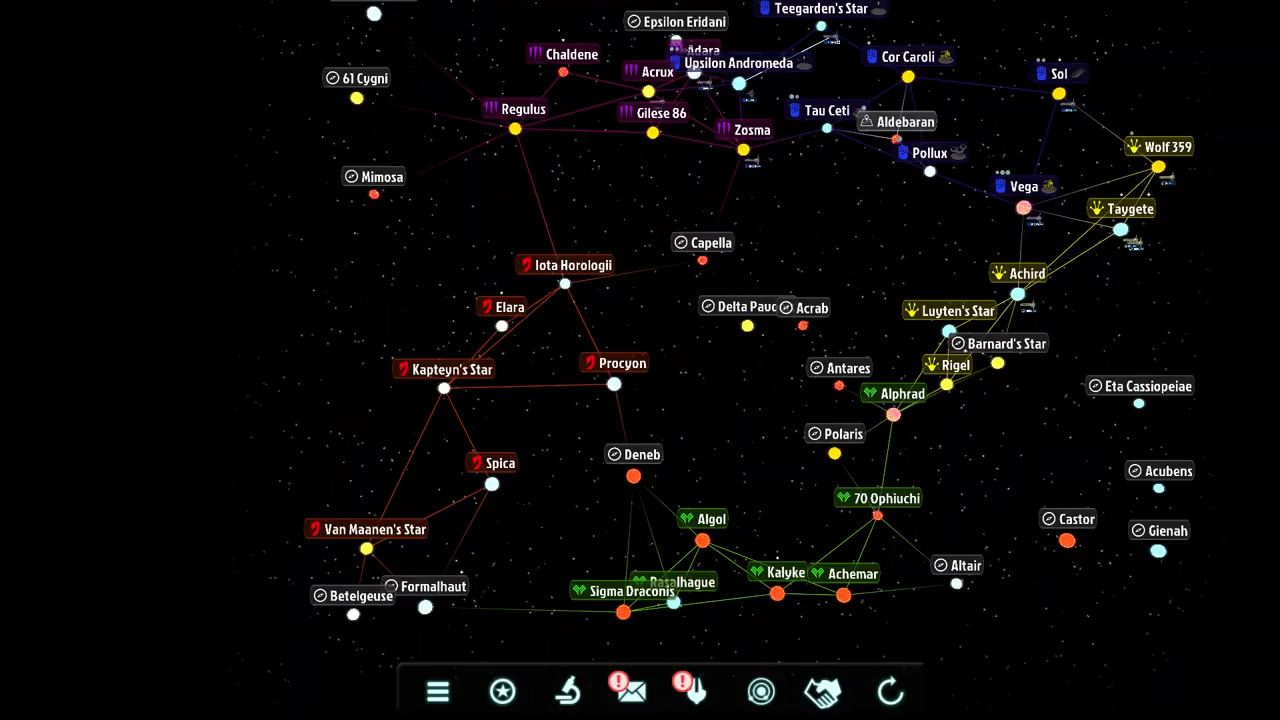 Teegarden's Star
Epsilon Eridani
Adara
Chaldene
Upsilon Andromeda
Cor Caroli
Acrux
61 Cygni
Sol
Regulus
Gilese 86
Tau Ceti
Aldebaran
Zosma
Wolf 359
Pollux
Mimosa
Vega
Taygete
Capella
Iota Horologii
Achird
Elara
Delta Pavo
Acrab
Luyten's Star
Barnard's Star
Procyon
Rigel
Kapteyn's Star
Antares
Eta Cassiopeiae
Alphrad
Polaris
Deneb
Spica
Acubens
70 Ophiuchi
Algol
Castor
Van Maanen's Star
Gienah
Altair
Kalyke
Achemar
Rasalhague
Formalhaut
Sigma Draconis
Betelgeuse